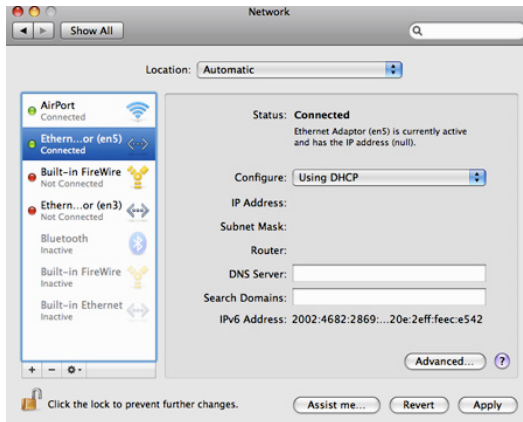 Network
Show All
Location: Automatic
AirPort
Connected
Ethern...or (en5)
Connected
Built-in FireWire
Not Connected
Ethern...or (en3)
Not Connected
Bluetooth
Inactive
Built-in FireWire
Inactive
Built-in Ethernet
Inactive
Status: Connected
Ethernet Adaptor (en5) is currently active
and has the IP address (null).
Configure: Using DHCP
IP Address:
Subnet Mask:
Router:
DNS Server:
Search Domains:
IPv6 Address: 2002:4682:2869:...20e:2eff:feec:e542
Advanced... ?
+ -
Click the lock to prevent further changes.
Assist me... Revert Apply